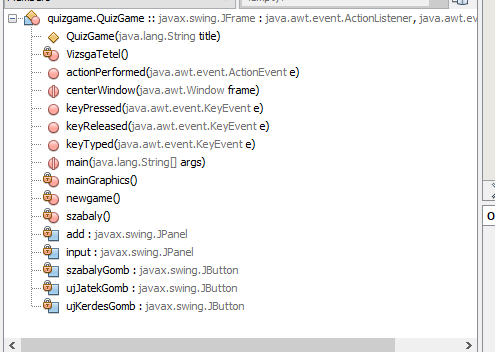 quizgame.QuizGame :: javax.swing.JFrame : java.awt.event.ActionListener, java.awt.ev
QuizGame(java.lang.String title)
VizsgaTetel()
actionPerformed(java.awt.event.ActionEvent e)
centerWindow(java.awt.Window frame)
keyPressed(java.awt.event.KeyEvent e)
keyReleased(java.awt.event.KeyEvent e)
keyTyped(java.awt.event.KeyEvent e)
main(java.lang.String[] args)
mainGraphics()
newgame()
szabaly()
add : javax.swing.JPanel
input : javax.swing.JPanel
szabalyGomb : javax.swing.JButton
ujJatekGomb : javax.swing.JButton
ujKerdesGomb : javax.swing.JButton